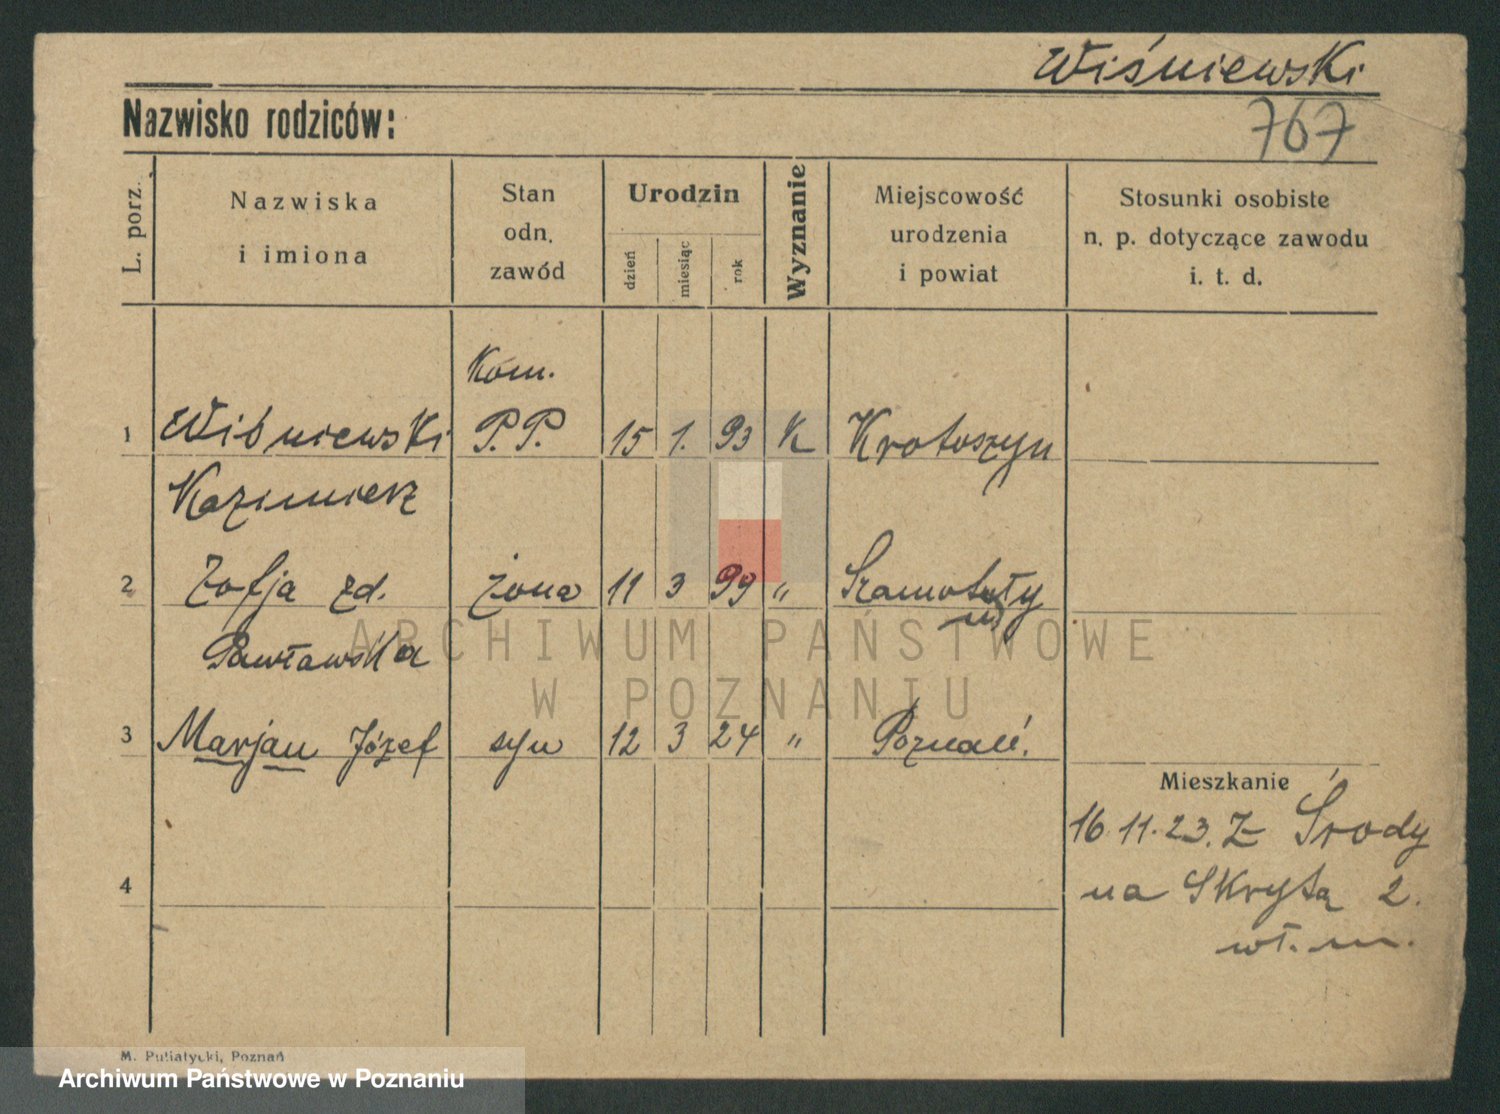 Wiśniewski
Nazwisko rodziców:
767
L. porz.
Nazwiska
i imiona
Stan
odn.
zawód
Urodzin
dzień
miesiąc
rok
Wyznanie
Miejscowość
urodzenia
i powiat
Stosunki osobiste
n. p. dotyczące zawodu
i. t. d.
Kom.
1 Wiśniewski P.P. 15 1. 93 K Krotoszyn
Kazimierz
2 Zofja zd. żona 11 3 99 „ Szamotuły
Pawławska
ARCHIWUM PAŃSTWOWE
W POZNANIU
3 Marjan Józef syn 12 3 24 „ Poznań.
Mieszkanie
16.11.23. Z Środy
4
na Skrytą 2.
wł. m.
M. Putiatycki, Poznań
Archiwum Państwowe w Poznaniu